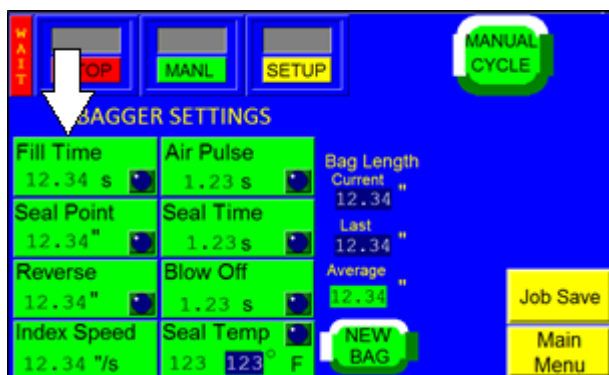 WAIT
STOP MANL SETUP
MANUAL CYCLE
BAGGER SETTINGS
Fill Time
12.34 s
Air Pulse
1.23 s
Bag Length
Current
12.34 "
Seal Point
12.34"
Seal Time
1.23 s
Last
12.34 "
Reverse
12.34"
Blow Off
1.23 s
Average
12.34 "
Index Speed
12.34 "/s
Seal Temp
123 123° F
NEW
BAG
Job Save
Main
Menu